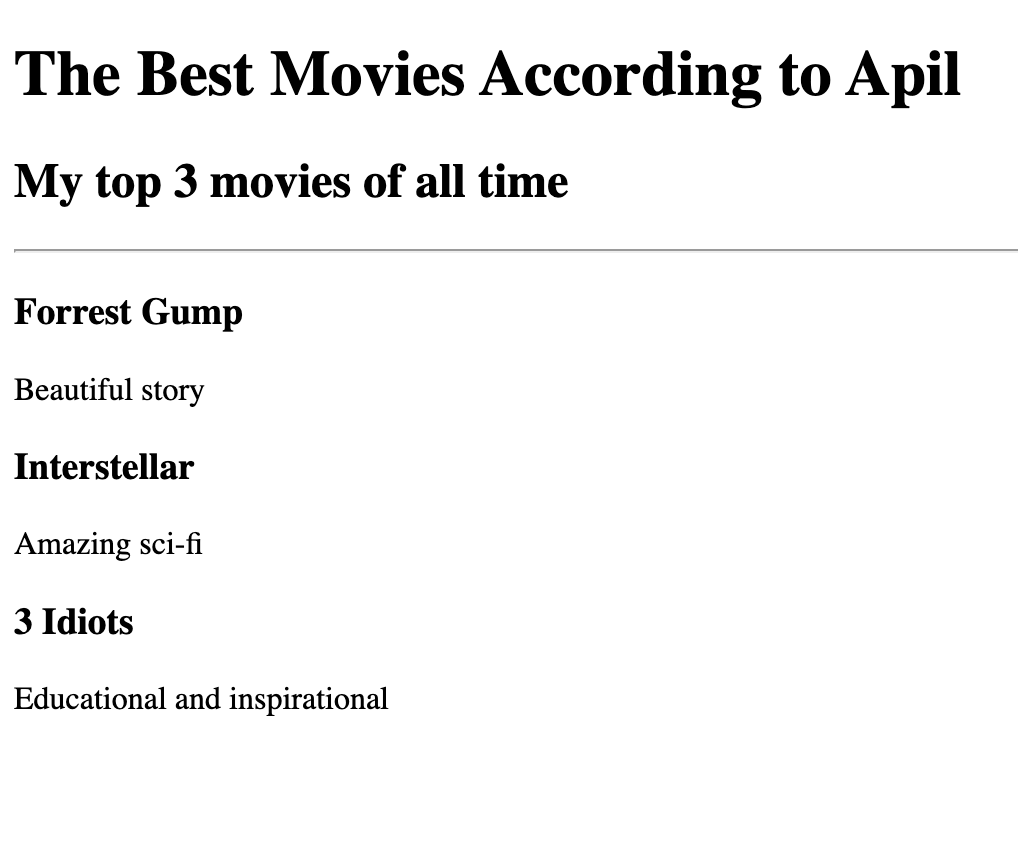 The Best Movies According to Apil
My top 3 movies of all time
Forrest Gump
Beautiful story
Interstellar
Amazing sci-fi
3 Idiots
Educational and inspirational